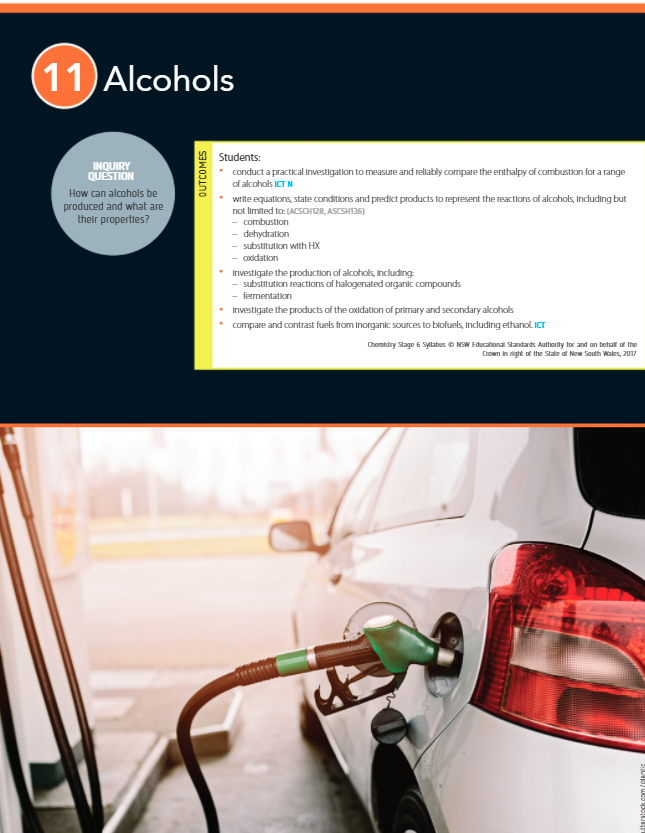 11 Alcohols
INQUIRY
QUESTION
How can alcohols be
produced and what are
their properties?
OUTCOMES
Students:
• conduct a practical investigation to measure and reliably compare the enthalpy of combustion for a range
of alcohols ICT N
• write equations, state conditions and predict products to represent the reactions of alcohols, including but
not limited to: (ACSCH128, ASCSH136)
– combustion
– dehydration
– substitution with HX
– oxidation
• investigate the production of alcohols, including:
– substitution reactions of halogenated organic compounds
– fermentation
• investigate the products of the oxidation of primary and secondary alcohols
• compare and contrast fuels from inorganic sources to biofuels, including ethanol. ICT
Chemistry Stage 6 Syllabus © NSW Educational Standards Authority for and on behalf of the
Crown in right of the State of New South Wales, 2017